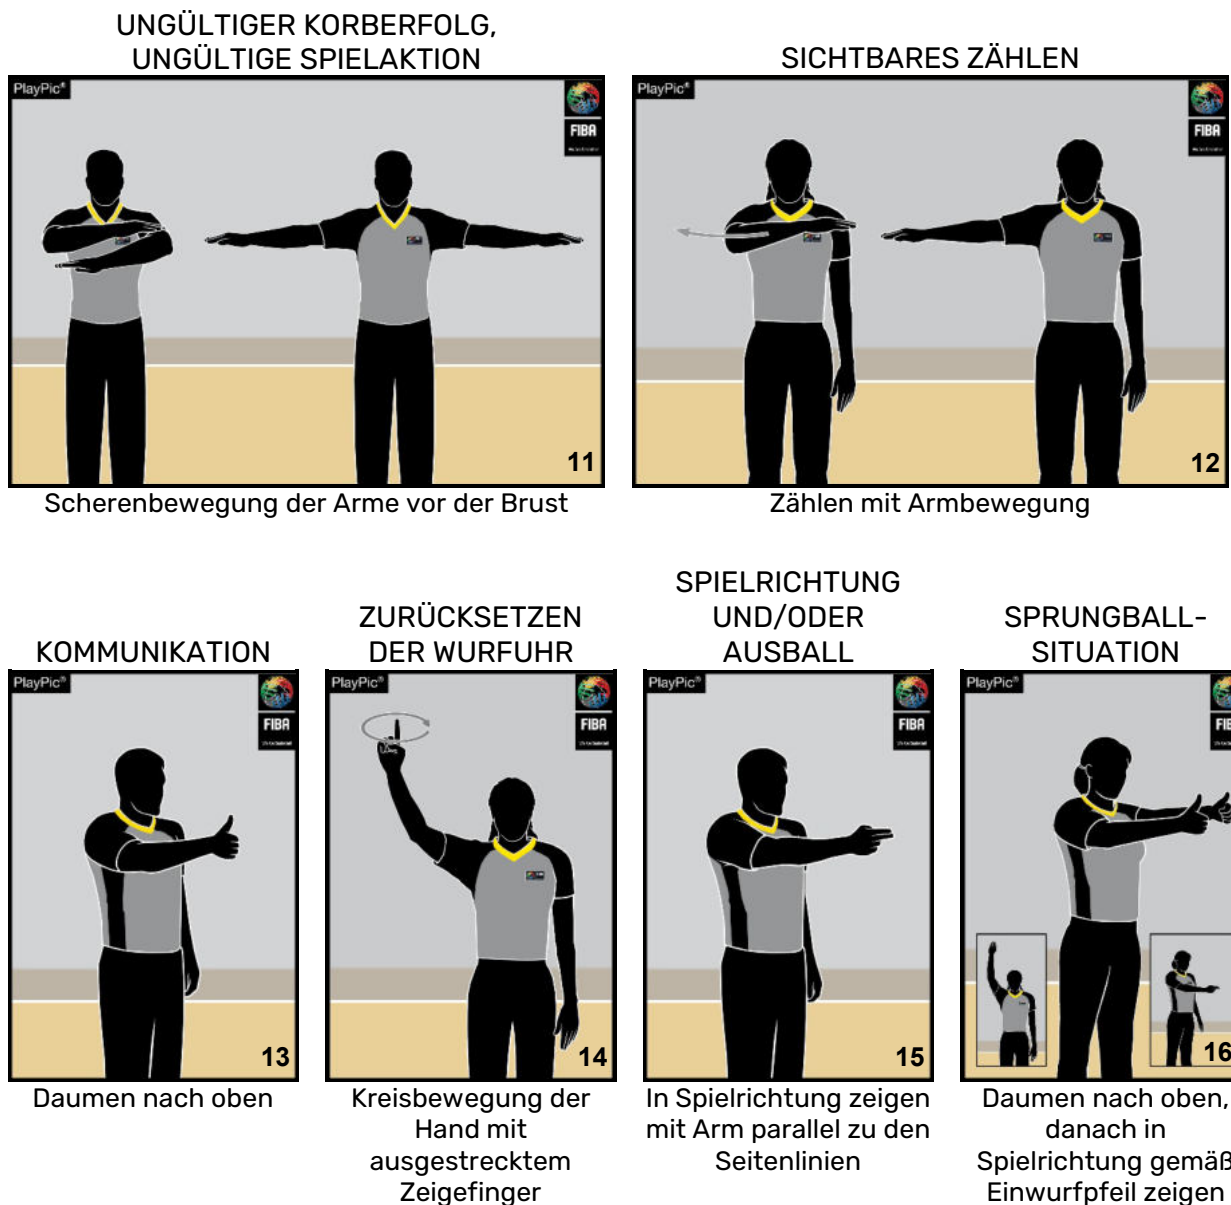 UNGÜLTIGER KORBERFOLG,
UNGÜLTIGE SPIELAKTION
PlayPic®
FIBA
11
Scherenbewegung der Arme vor der Brust
SICHTBARES ZÄHLEN
PlayPic®
FIBA
12
Zählen mit Armbewegung
KOMMUNIKATION
PlayPic®
FIBA
13
Daumen nach oben
ZURÜCKSETZEN
DER WURFUHR
PlayPic®
FIBA
14
Kreisbewegung der
Hand mit
ausgestrecktem
Zeigefinger
SPIELRICHTUNG
UND/ODER
AUSBALL
PlayPic®
FIBA
15
In Spielrichtung zeigen
mit Arm parallel zu den
Seitenlinien
SPRUNGBALL-
SITUATION
PlayPic®
16
Daumen nach oben,
danach in
Spielrichtung gemäß
Einwurfpfeil zeigen